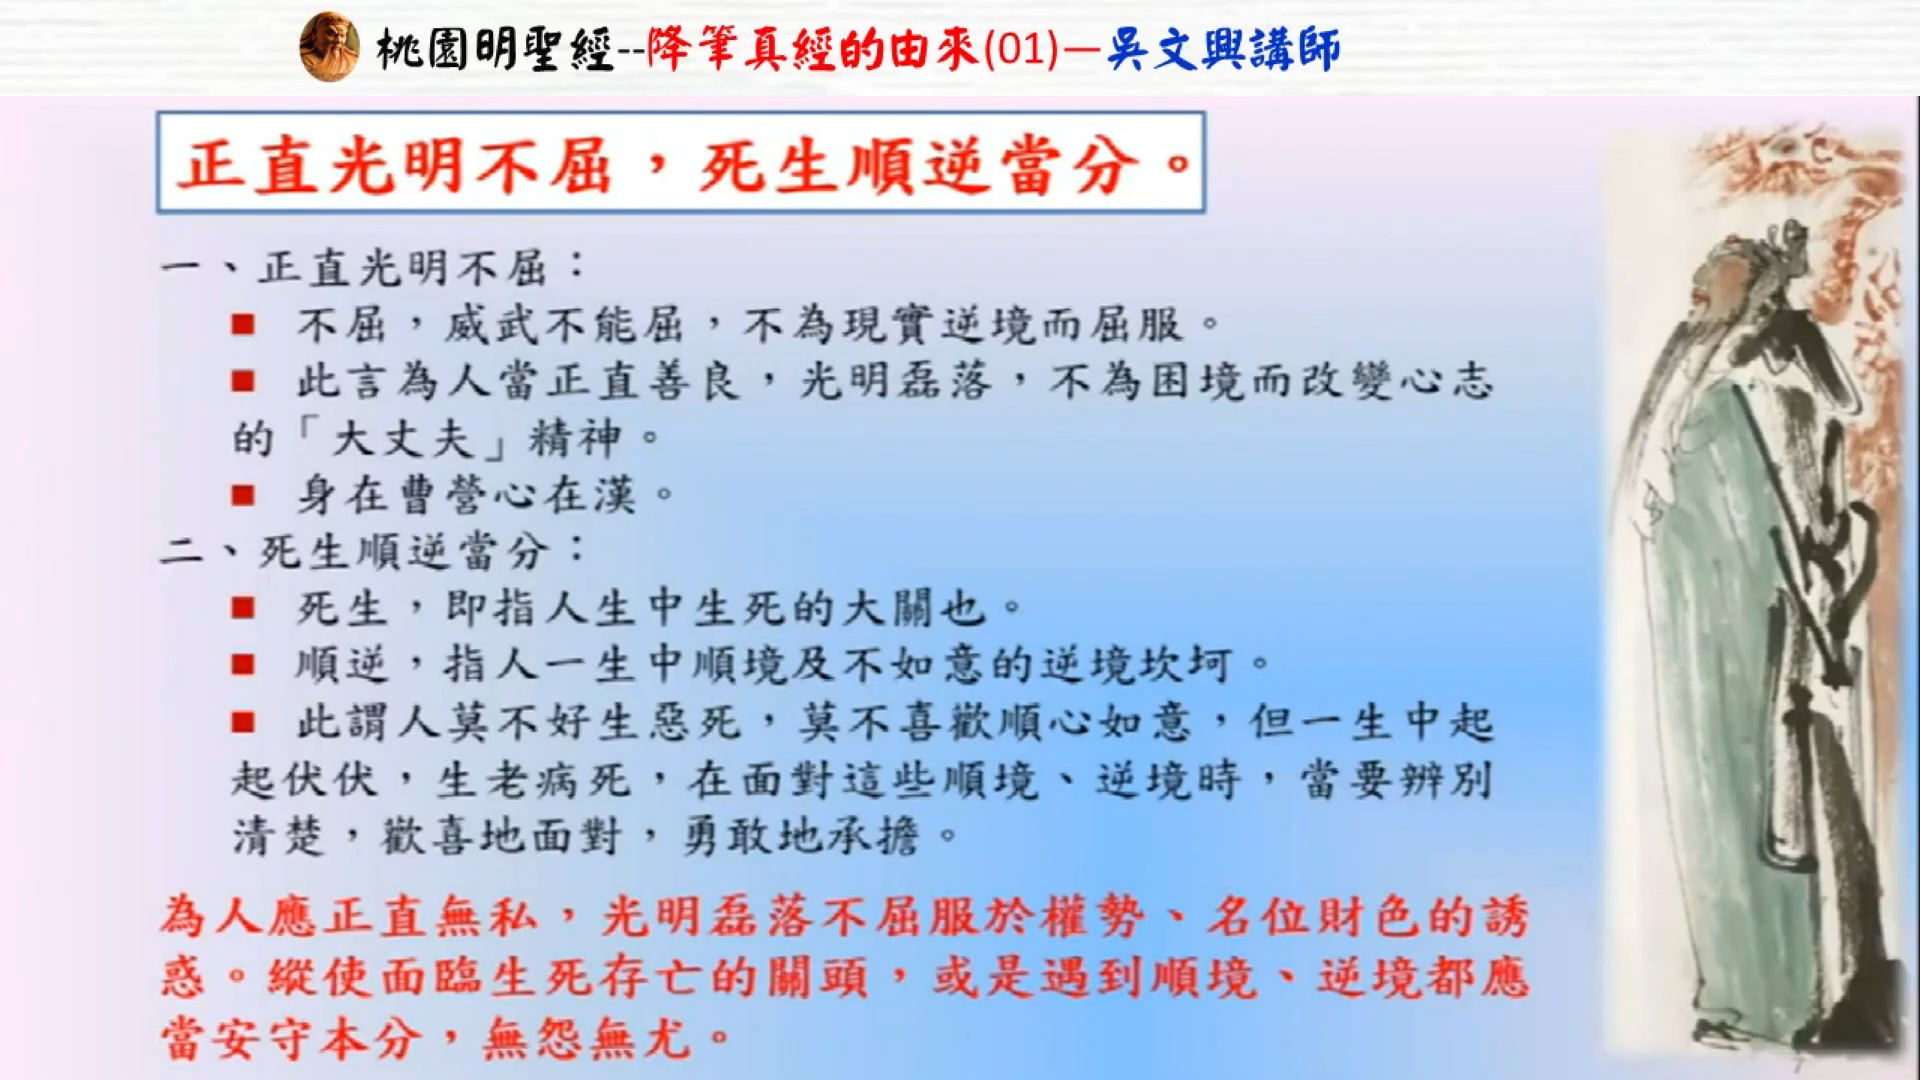 桃園明聖經--降筆真經的由來(01)—吳文興講師
正直光明不屈，死生順逆當分。
一、正直光明不屈：
■ 不屈，威武不能屈，不為現實逆境而屈服。
■ 此言為人當正直善良，光明磊落，不為困境而改變心志
的「大丈夫」精神。
■ 身在曹營心在漢。
二、死生順逆當分：
■ 死生，即指人生中生死的大關也。
■ 順逆，指人一生中順境及不如意的逆境坎坷。
■ 此謂人莫不好生惡死，莫不喜歡順心如意，但一生中起
起伏伏，生老病死，在面對這些順境、逆境時，當要辨別
清楚，歡喜地面對，勇敢地承擔。
為人應正直無私，光明磊落不屈服於權勢、名位財色的誘
惑。縱使面臨生死存亡的關頭，或是遇到順境、逆境都應
當安守本分，無怨無尤。
7